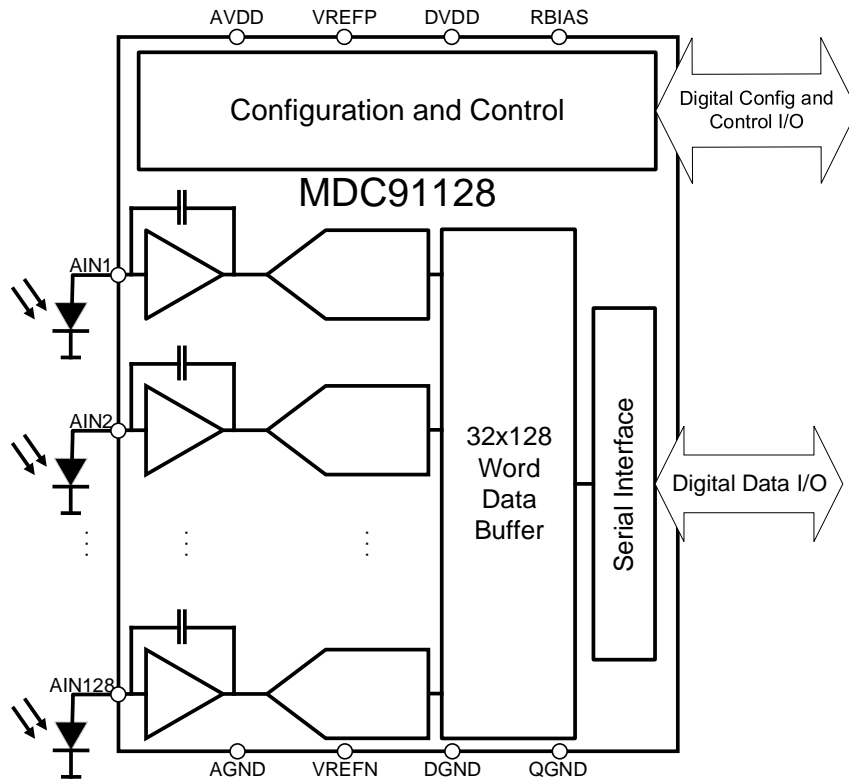 AVDD VREFP DVDD RBIAS
Configuration and Control
Digital Config and
Control I/O
MDC91128
AIN1
AIN2
32x128
Word
Data
Buffer
Serial Interface
Digital Data I/O
AIN128
AGND VREFN DGND QGND